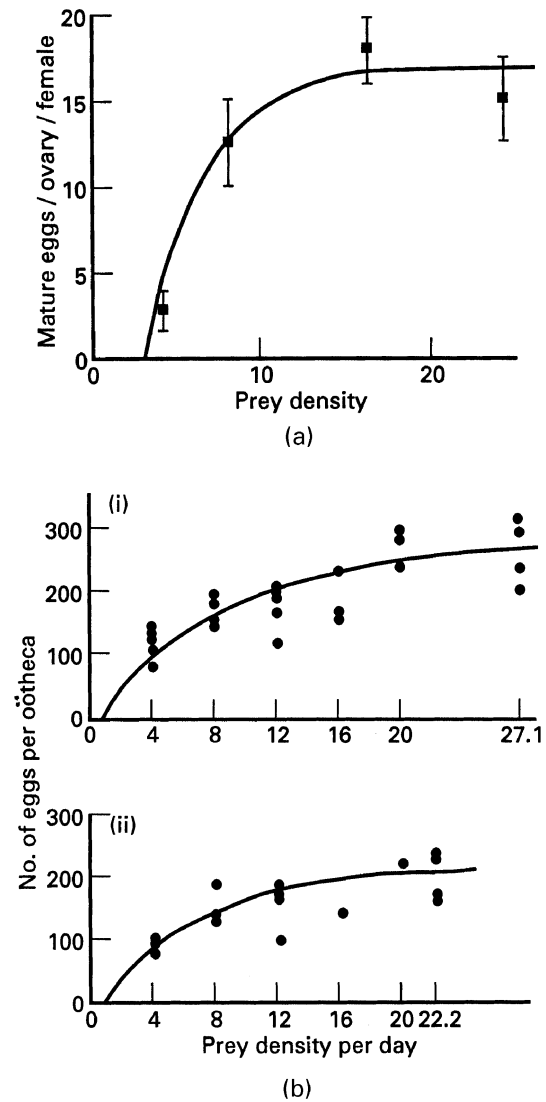 Mature eggs / ovary / female
20
15
10
5
0
0 10 20
Prey density
(a)
No. of eggs per oötheca
(i)
300
200
100
0
0 4 8 12 16 20 27.1
(ii)
300
200
100
0
0 4 8 12 16 20 22.2
Prey density per day
(b)